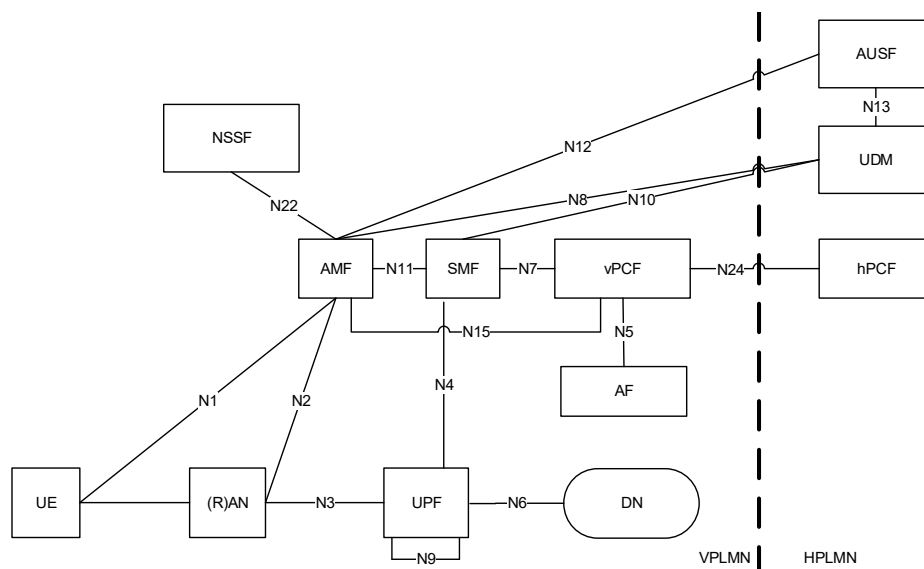 AUSF
N13
NSSF
N12
UDM
N8
N10
N22
AMF
N11
SMF
N7
vPCF
N24
hPCF
N15
N5
N4
AF
N1
N2
UE
(R)AN
N3
UPF
N6
DN
N9
VPLMN
HPLMN